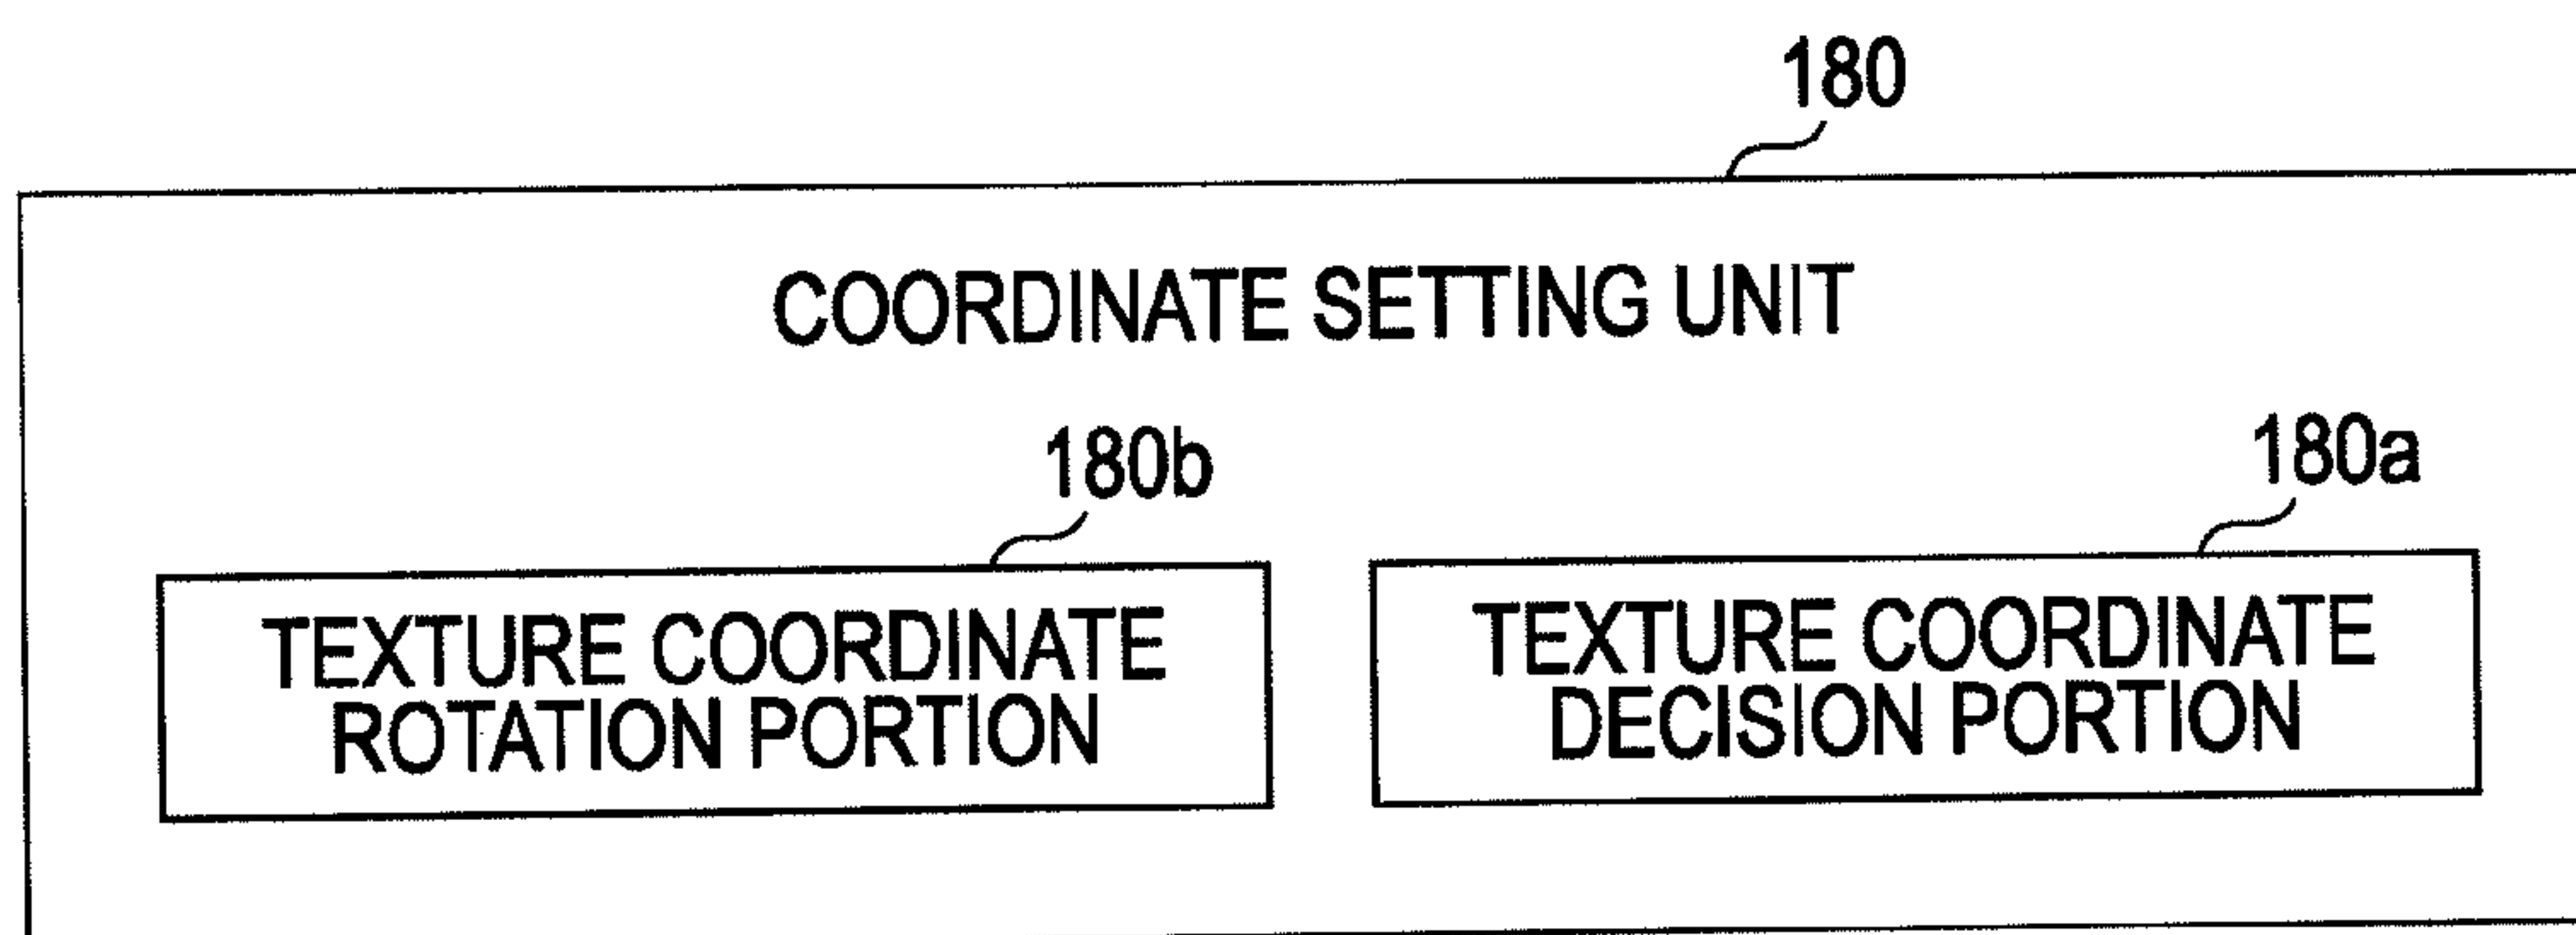 180
COORDINATE SETTING UNIT
180b
180a
TEXTURE COORDINATE
ROTATION PORTION
TEXTURE COORDINATE
DECISION PORTION